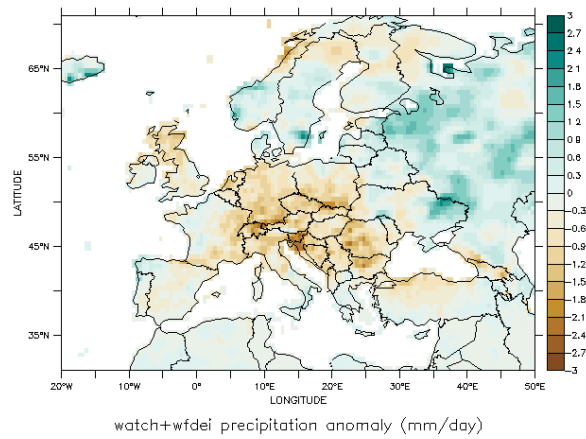 65°N
55°N
45°N
35°N
LATITUDE
20°W
10°W
0°
10°E
20°E
30°E
40°E
50°E
LONGITUDE
3
2.7
2.4
2.1
1.8
1.5
1.2
0.9
0.6
0.3
0
-0.3
-0.6
-0.9
-1.2
-1.5
-1.8
-2.1
-2.4
-2.7
-3
watch+wfdei precipitation anomaly (mm/day)